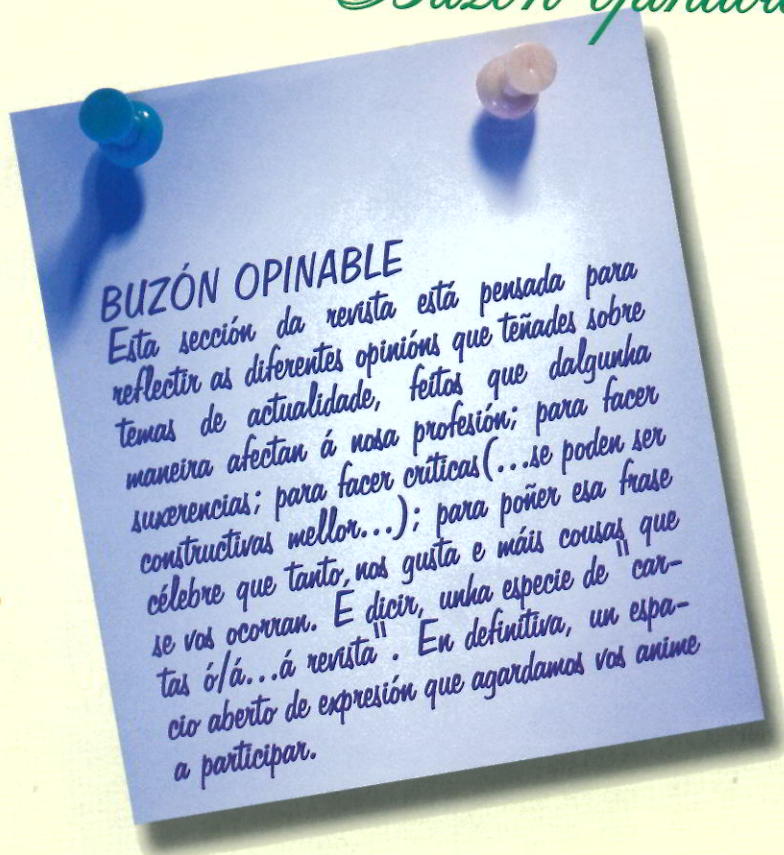 Buzón
BUZÓN OPINABLE
Esta sección da revista está pensada para
reflectir as diferentes opinións que teñades sobre
temas de actualidade, feitos que dalgunha
maneira afectan á nosa profesión; para facer
suxerencias; para facer críticas(...se poden ser
constructivas mellor...); para poñer esa frase
célebre que tanto nos gusta e máis cousas que
se vos ocorran. É dicir, unha especie de "car-
tas ó/á...á revista". En definitiva, un espa-
cio aberto de expresión que agardamos vos anime
a participar.